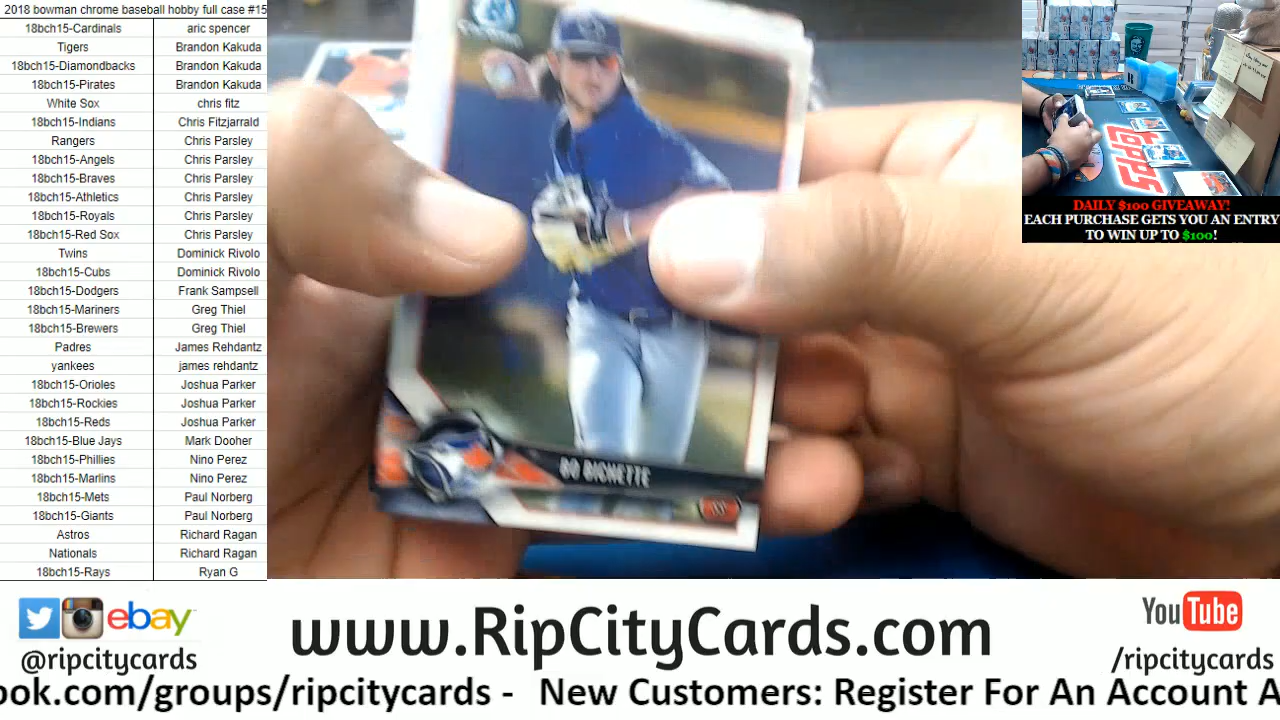 2018 bowman chrome baseball hobby full case #15
18bch15-Cardinals aric spencer
Tigers Brandon Kakuda
18bch15-Diamondbacks Brandon Kakuda
18bch15-Pirates Brandon Kakuda
White Sox chris fitz
18bch15-Indians Chris Fitzjarrald
Rangers Chris Parsley
18bch15-Angels Chris Parsley
18bch15-Braves Chris Parsley
18bch15-Athletics Chris Parsley
18bch15-Royals Chris Parsley
18bch15-Red Sox Chris Parsley
Twins Dominick Rivolo
18bch15-Cubs Dominick Rivolo
18bch15-Dodgers Frank Sampsell
18bch15-Mariners Greg Thiel
18bch15-Brewers Greg Thiel
Padres James Rehdantz
yankees james rehdantz
18bch15-Orioles Joshua Parker
18bch15-Rockies Joshua Parker
18bch15-Reds Joshua Parker
18bch15-Blue Jays Mark Dooher
18bch15-Phillies Nino Perez
18bch15-Marlins Nino Perez
18bch15-Mets Paul Norberg
18bch15-Giants Paul Norberg
Astros Richard Ragan
Nationals Richard Ragan
18bch15-Rays Ryan G
BO BICHETTE
Topps
DAILY $100 GIVEAWAY!
EACH PURCHASE GETS YOU AN ENTRY
TO WIN UP TO $100!
ebay
@ripcitycards
www.RipCityCards.com
YouTube
/ripcitycards
ook.com/groups/ripcitycards - New Customers: Register For An Account A